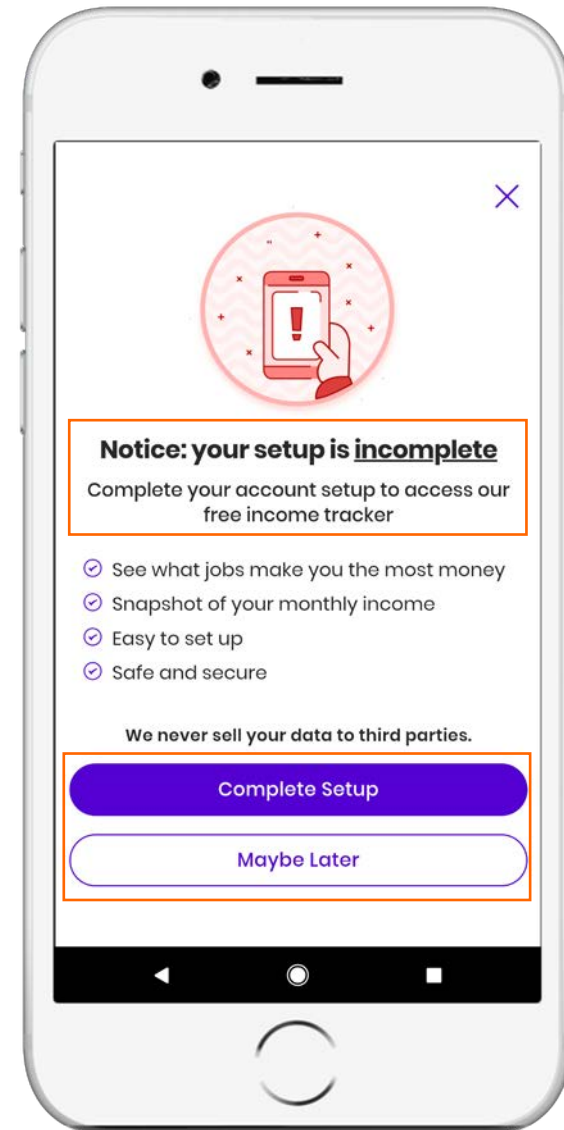 Notice: your setup is incomplete
Complete your account setup to access our
free income tracker
See what jobs make you the most money
Snapshot of your monthly income
Easy to set up
Safe and secure
We never sell your data to third parties.
Complete Setup
Maybe Later